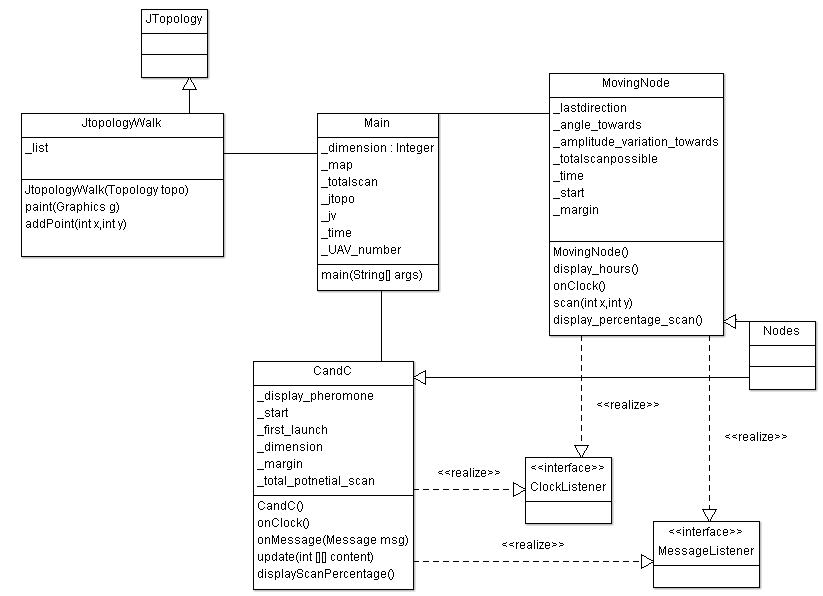 JTopology
JtopologyWalk
_list
JtopologyWalk(Topology topo)
paint(Graphics g)
addPoint(int x,int y)
Main
_dimension : Integer
_map
_totalscan
_jtopo
_jv
_time
_UAV_number
main(String[] args)
MovingNode
_lastdirection
_angle_towards
_amplitude_variation_towards
_totalscanpossible
_time
_start
_margin
MovingNode()
display_hours()
onClock()
scan(int x,int y)
display_percentage_scan()
Nodes
CandC
_display_pheromone
_start
_first_launch
_dimension
_margin
_total_potnetial_scan
CandC()
onClock()
onMessage(Message msg)
update(int [][] content)
displayScanPercentage()
<<realize>>
<<realize>>
<<realize>>
<<interface>>
ClockListener
<<realize>>
<<interface>>
MessageListener